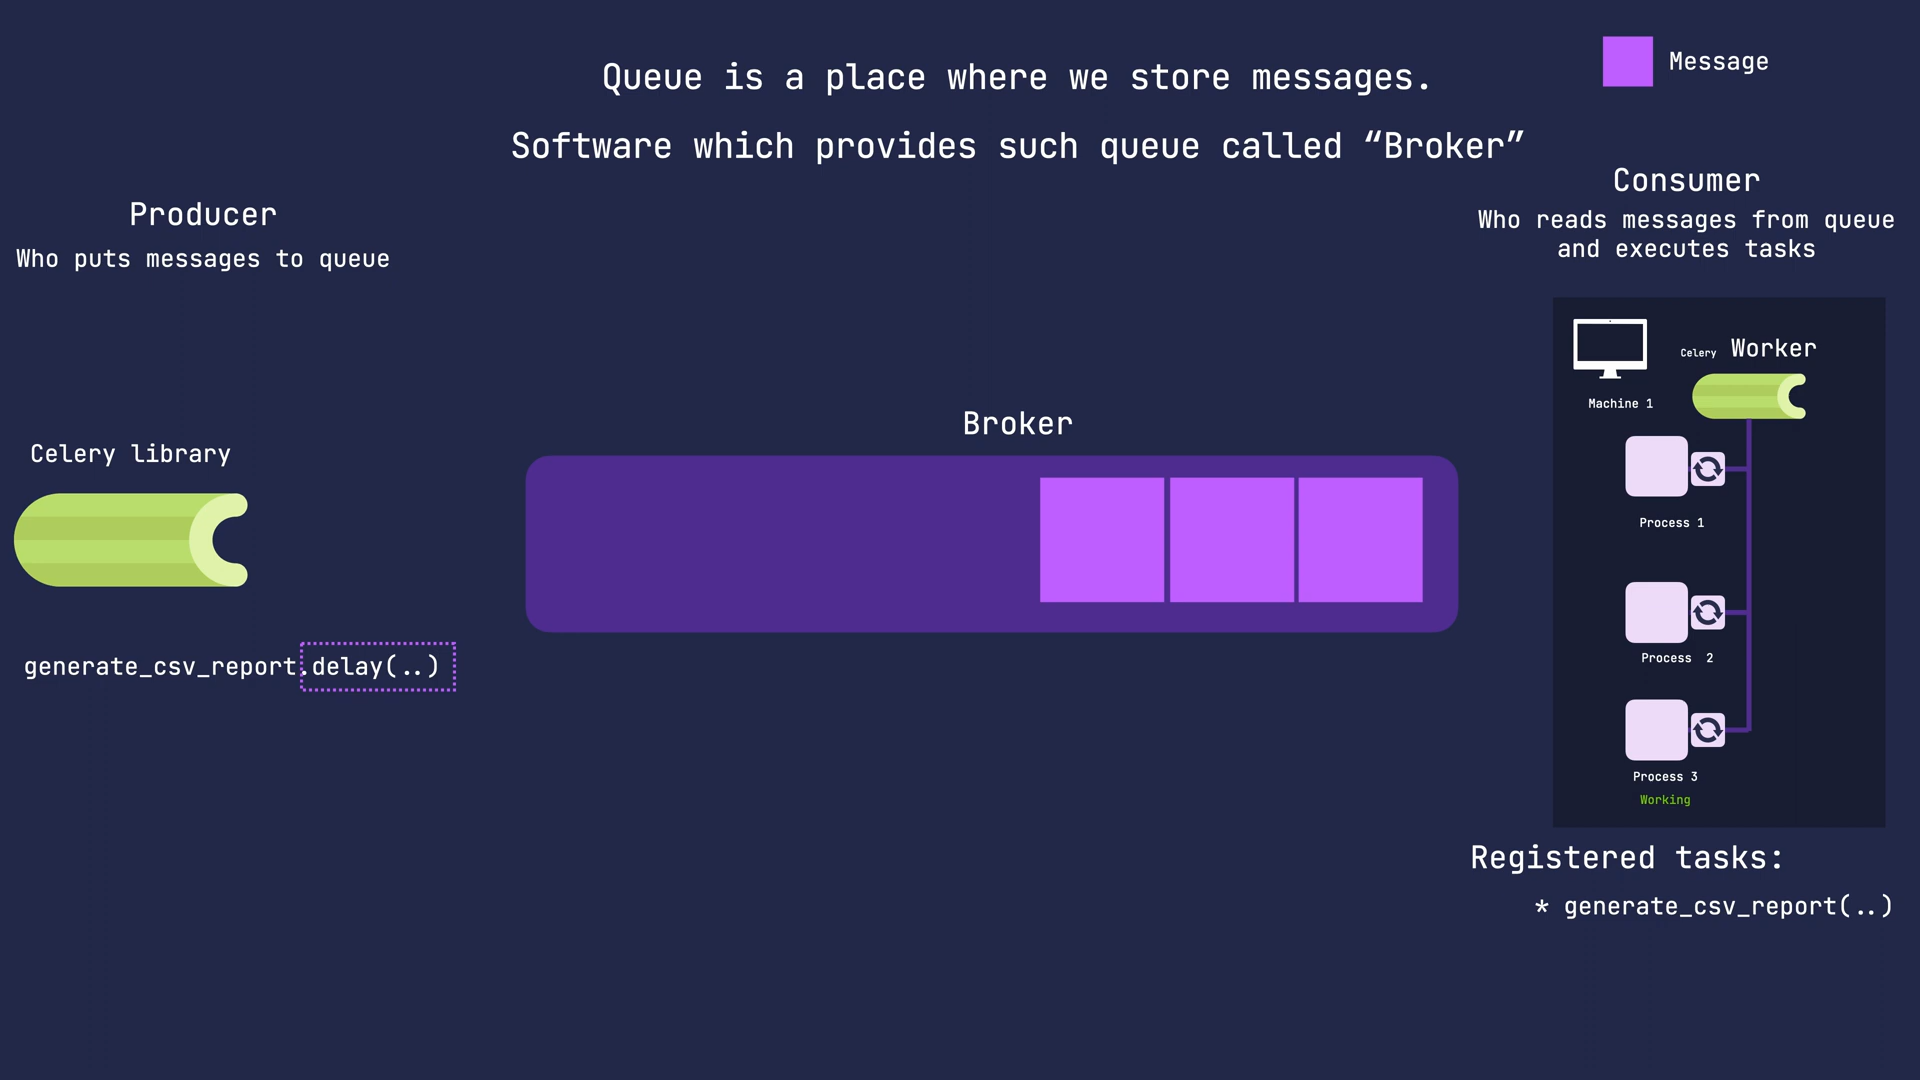 Queue is a place where we store messages.
Software which provides such queue called “Broker”
Message
Producer
Who puts messages to queue
Consumer
Who reads messages from queue
and executes tasks
Celery library
generate_csv_report.delay(..)
Broker
Celery Worker
Machine 1
Process 1
Process 2
Process 3
Working
Registered tasks:
* generate_csv_report(..)